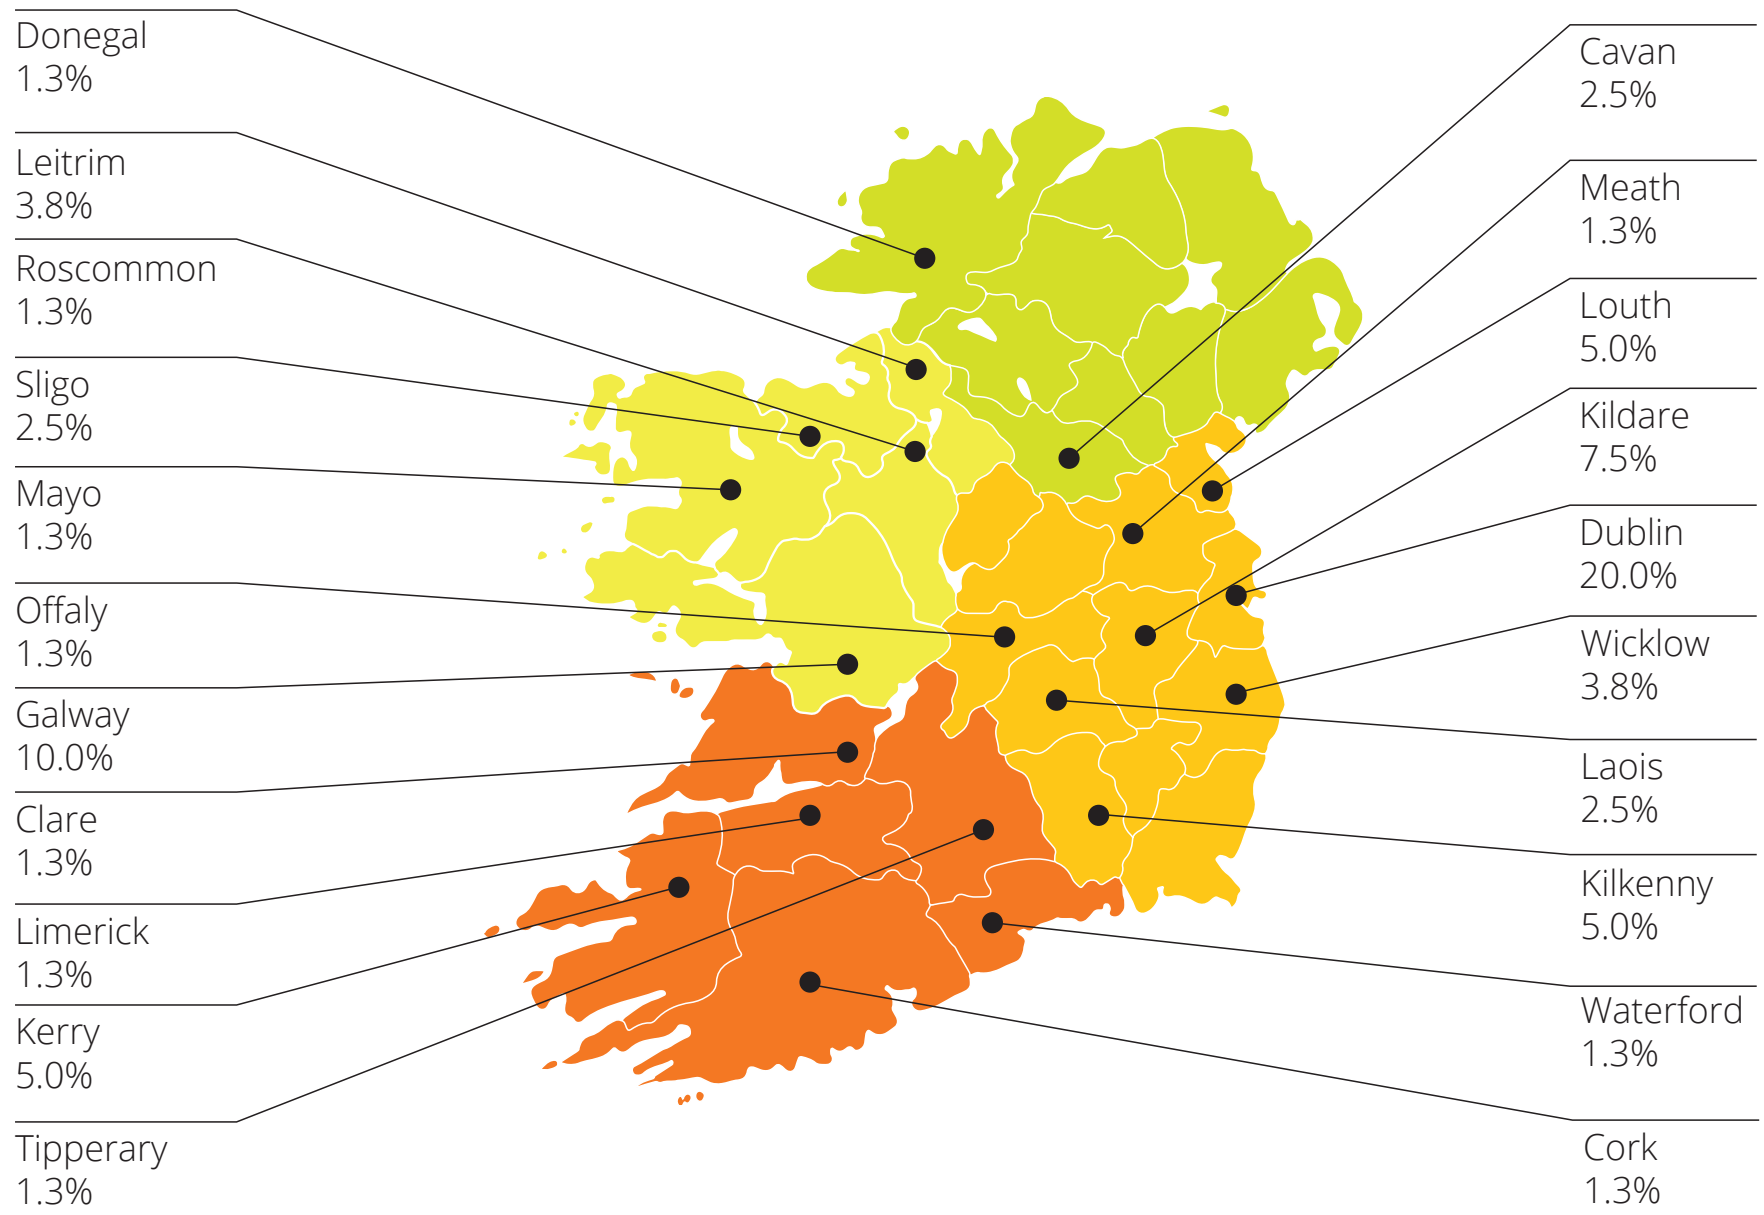 Donegal
1.3%
Leitrim
3.8%
Roscommon
1.3%
Sligo
2.5%
Mayo
1.3%
Offaly
1.3%
Galway
10.0%
Clare
1.3%
Limerick
1.3%
Kerry
5.0%
Tipperary
1.3%
Cavan
2.5%
Meath
1.3%
Louth
5.0%
Kildare
7.5%
Dublin
20.0%
Wicklow
3.8%
Laois
2.5%
Kilkenny
5.0%
Waterford
1.3%
Cork
1.3%